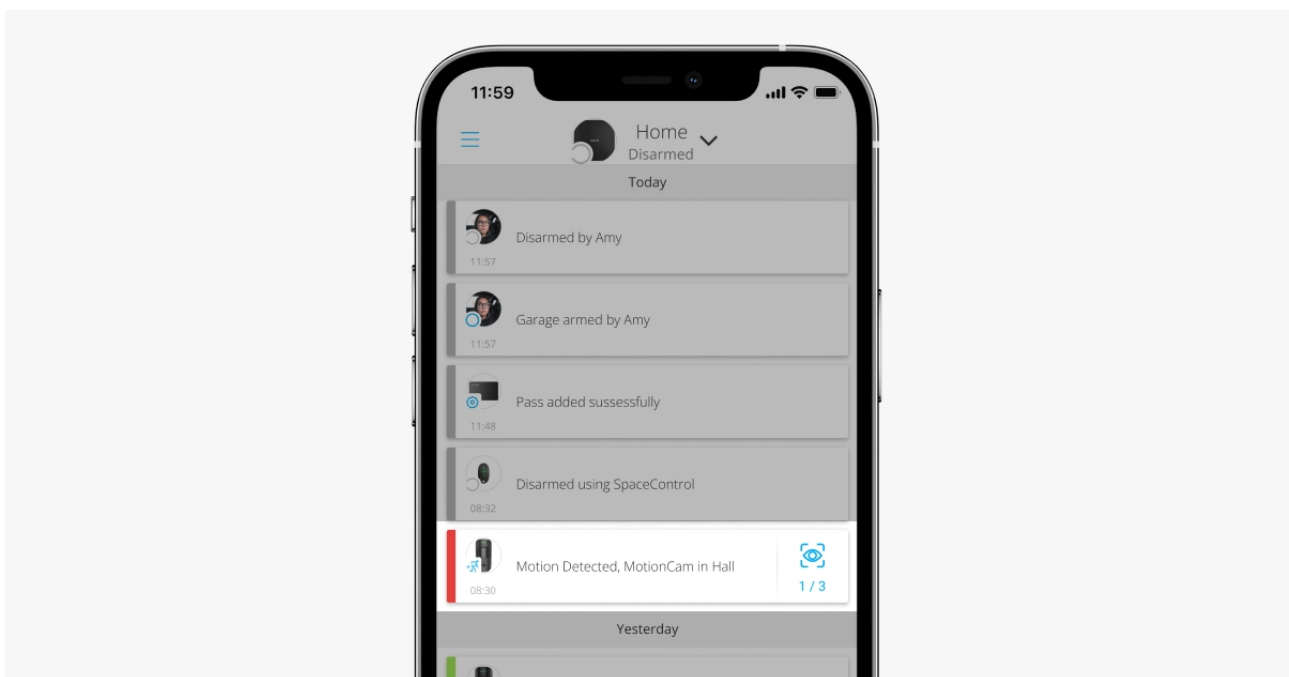 11:59
Home
Disarmed
Today
Disarmed by Amy
11:57
Garage armed by Amy
11:57
Pass added sussessfully
11:48
Disarmed using SpaceControl
08:32
Motion Detected, MotionCam in Hall
08:30
1 / 3
Yesterday